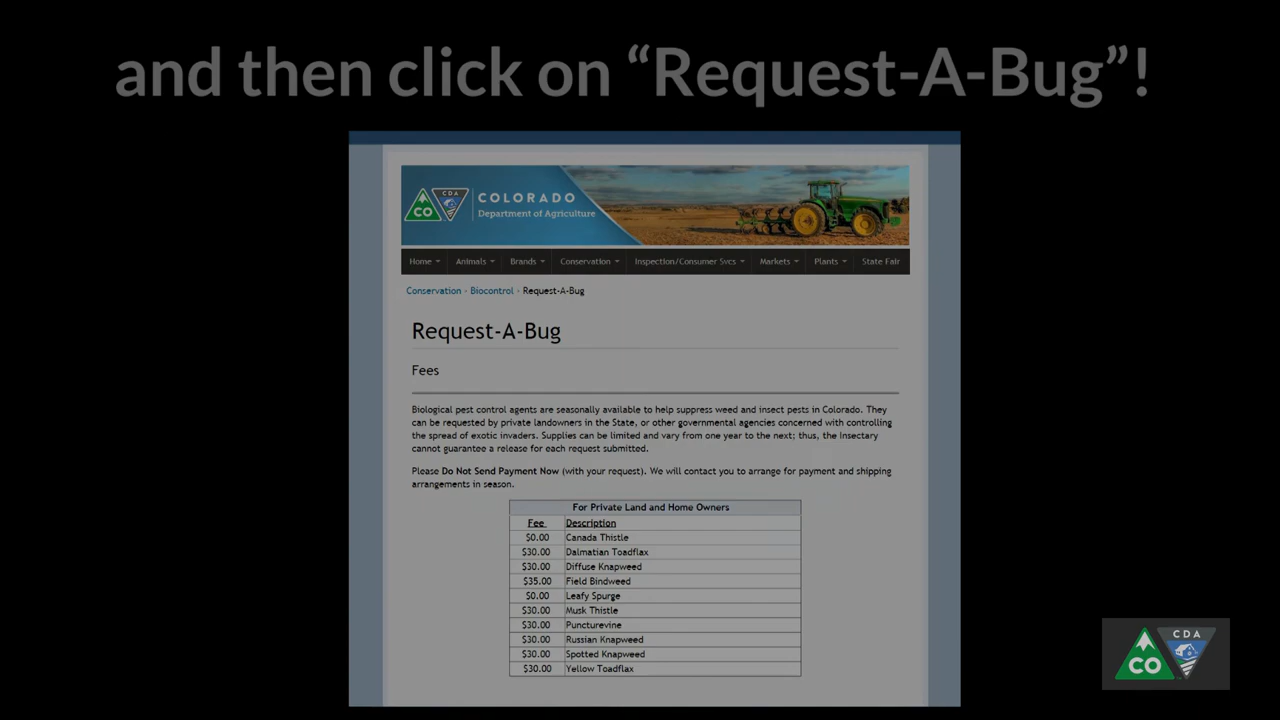 and then click on “Request-A-Bug”!
CO
CDA
COLORADO
Department of Agriculture
Home Animals Brands Conservation Inspection/Consumer Svcs Markets Plants State Fair
Conservation › Biocontrol › Request-A-Bug
Request-A-Bug
Fees
Biological pest control agents are seasonally available to help suppress weed and insect pests in Colorado. They
can be requested by private landowners in the State, or other governmental agencies concerned with controlling
the spread of exotic invaders. Supplies can be limited and vary from one year to the next; thus, the Insectary
cannot guarantee a release for each request submitted.
Please Do Not Send Payment Now (with your request). We will contact you to arrange for payment and shipping
arrangements in season.
For Private Land and Home Owners
Fee Description
$0.00 Canada Thistle
$30.00 Dalmatian Toadflax
$30.00 Diffuse Knapweed
$35.00 Field Bindweed
$0.00 Leafy Spurge
$30.00 Musk Thistle
$30.00 Puncturevine
$30.00 Russian Knapweed
$30.00 Spotted Knapweed
$30.00 Yellow Toadflax
CO
CDA